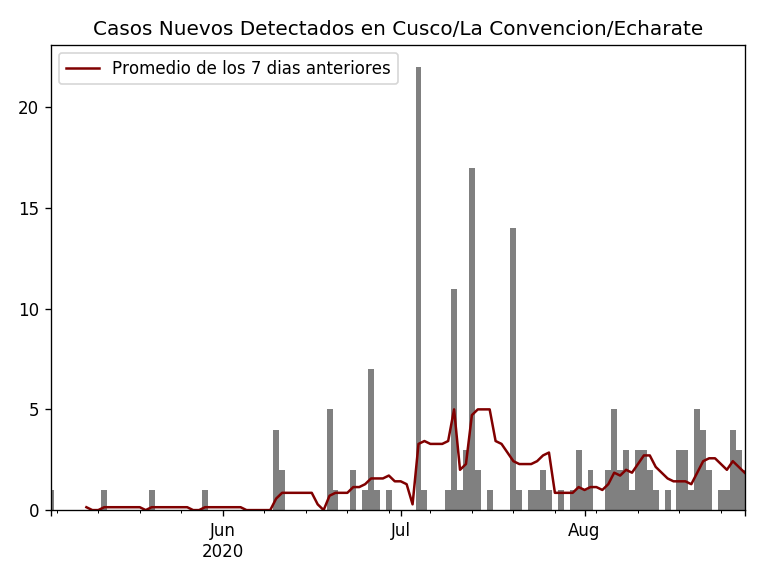 Casos Nuevos Detectados en Cusco/La Convencion/Echarate
Promedio de los 7 dias anteriores
20
15
10
5
0
Jun
2020
Jul
Aug